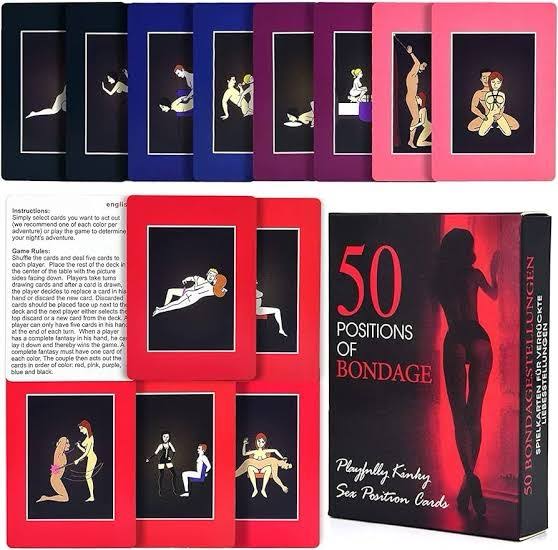 englis
Instructions:
Simply select cards you want to act out
(we recommend one of each color per
adventure) or play the game to determine
your night's adventure.
Game Rules:
Shuffle the cards and deal five cards to
each player. Place the rest of the deck in
the center of the table with the picture
sides facing down. Players take turns
drawing cards and after a card is drawn,
the player decides to replace a card in his
hand or discard the new card. Discarded
cards should be placed face up next to the
deck and the next player either selects the
top discard or a new card from the deck. A
player can only have five cards in his hand
at the end of each turn. When a player
has a complete fantasy in his hand, he can
lay it down and thereby wins the game. A
complete fantasy must have one card of
each color. The couple then acts out the
cards in order of color: red, pink, purple,
blue and black.
50
POSITIONS
OF
BONDAGE
Playfully Kinky
Sex Position Cards
50 BONDAGESTELLUNGEN
SPIELKARTEN FÜR VERRÜCKTE
LIEBESSTELLUNGEN